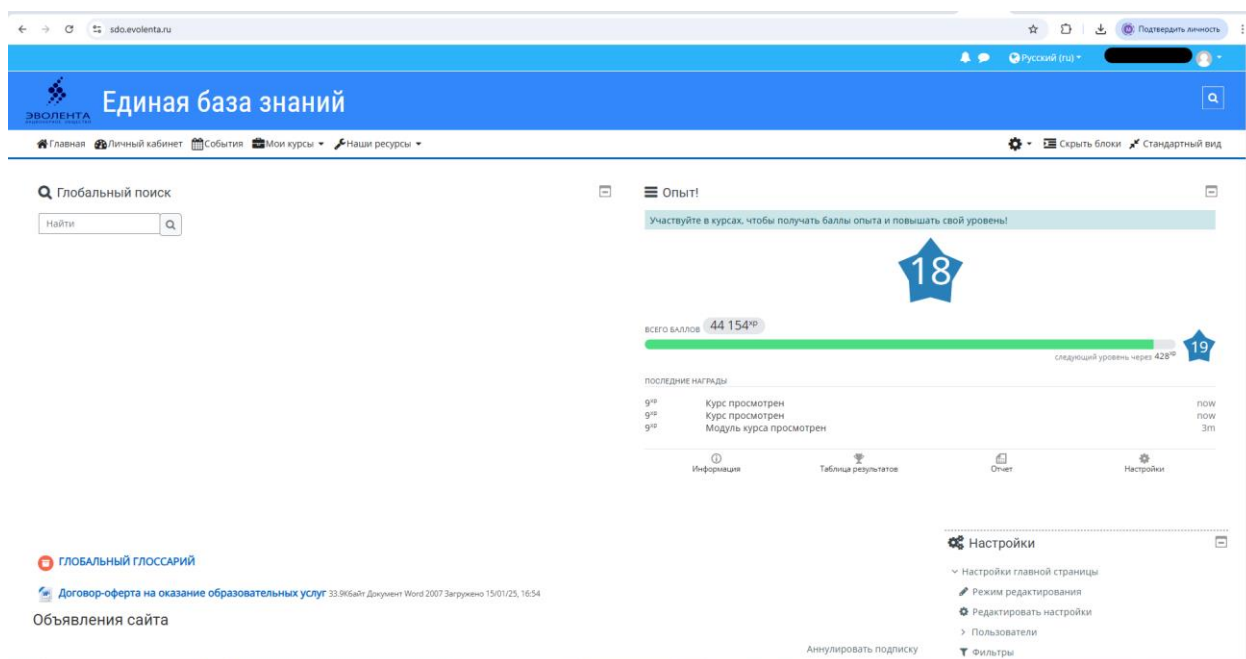 sdo.evolenta.ru
Подтвердить личность
Русский (ru)
ЭВОЛЕНТА
Единая база знаний
Главная Личный кабинет События Мои курсы Наши ресурсы
Скрыть блоки Стандартный вид
Глобальный поиск
Найти
Опыт!
Участвуйте в курсах, чтобы получать баллы опыта и повышать свой уровень!
18
ВСЕГО БАЛЛОВ 44 154xp
19
следующий уровень через 428xp
ПОСЛЕДНИЕ НАГРАДЫ
9xp Курс просмотрен now
9xp Курс просмотрен now
9xp Модуль курса просмотрен 3m
Информация Таблица результатов Отчет Настройки
ГЛОБАЛЬНЫЙ ГЛОССАРИЙ
Договор-оферта на оказание образовательных услуг 33.9Кбайт Документ Word 2007 Загружено 15/01/25, 16:54
Объявления сайта
Аннулировать подписку
Настройки
Настройки главной страницы
Режим редактирования
Редактировать настройки
Пользователи
Фильтры